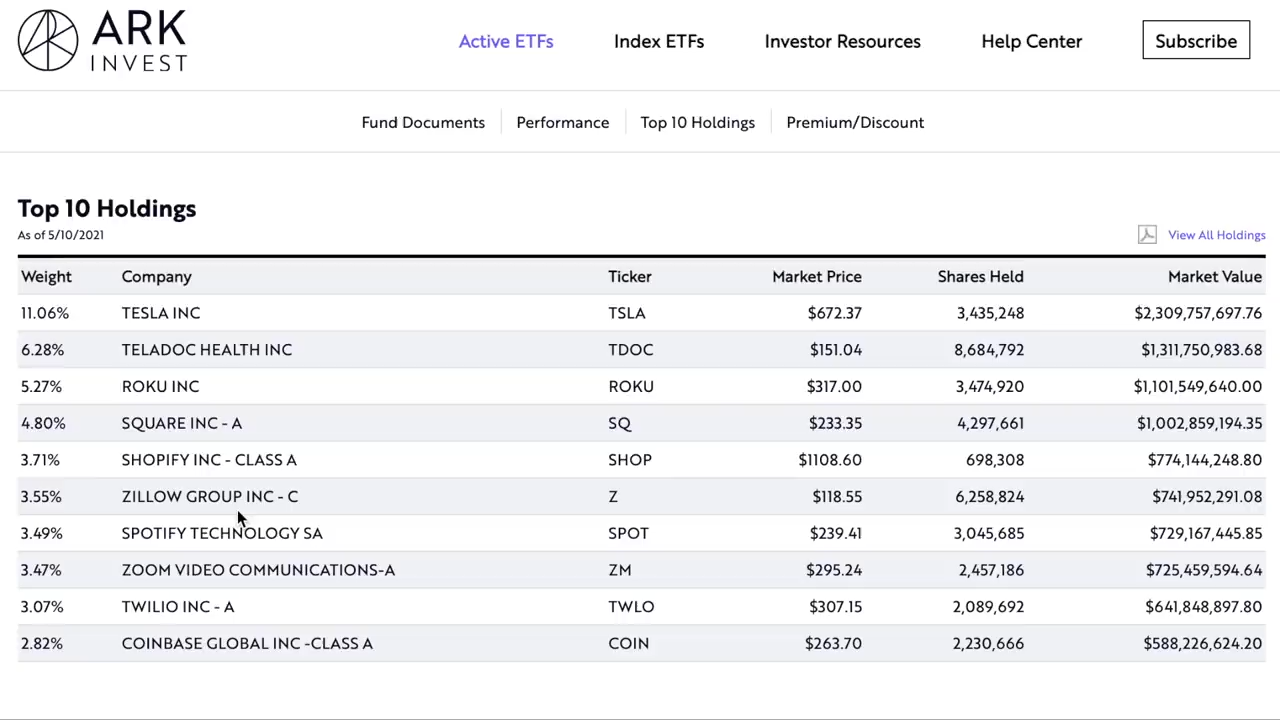 ARK
INVEST
Active ETFs Index ETFs Investor Resources Help Center Subscribe
Fund Documents Performance Top 10 Holdings Premium/Discount
Top 10 Holdings
As of 5/10/2021 View All Holdings
Weight Company Ticker Market Price Shares Held Market Value
11.06% TESLA INC TSLA $672.37 3,435,248 $2,309,757,697.76
6.28% TELADOC HEALTH INC TDOC $151.04 8,684,792 $1,311,750,983.68
5.27% ROKU INC ROKU $317.00 3,474,920 $1,101,549,640.00
4.80% SQUARE INC - A SQ $233.35 4,297,661 $1,002,859,194.35
3.71% SHOPIFY INC - CLASS A SHOP $1108.60 698,308 $774,144,248.80
3.55% ZILLOW GROUP INC - C Z $118.55 6,258,824 $741,952,291.08
3.49% SPOTIFY TECHNOLOGY SA SPOT $239.41 3,045,685 $729,167,445.85
3.47% ZOOM VIDEO COMMUNICATIONS-A ZM $295.24 2,457,186 $725,459,594.64
3.07% TWILIO INC - A TWLO $307.15 2,089,692 $641,848,897.80
2.82% COINBASE GLOBAL INC -CLASS A COIN $263.70 2,230,666 $588,226,624.20